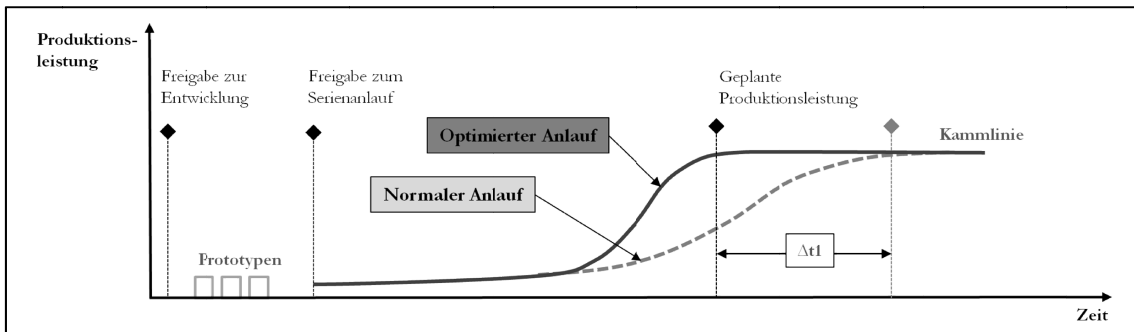 Produktions-
leistung
Freigabe zur
Entwicklung
Freigabe zum
Serienanlauf
Geplante
Produktionsleistung
Optimierter Anlauf
Kammlinie
Normaler Anlauf
Prototypen
Δt1
Zeit